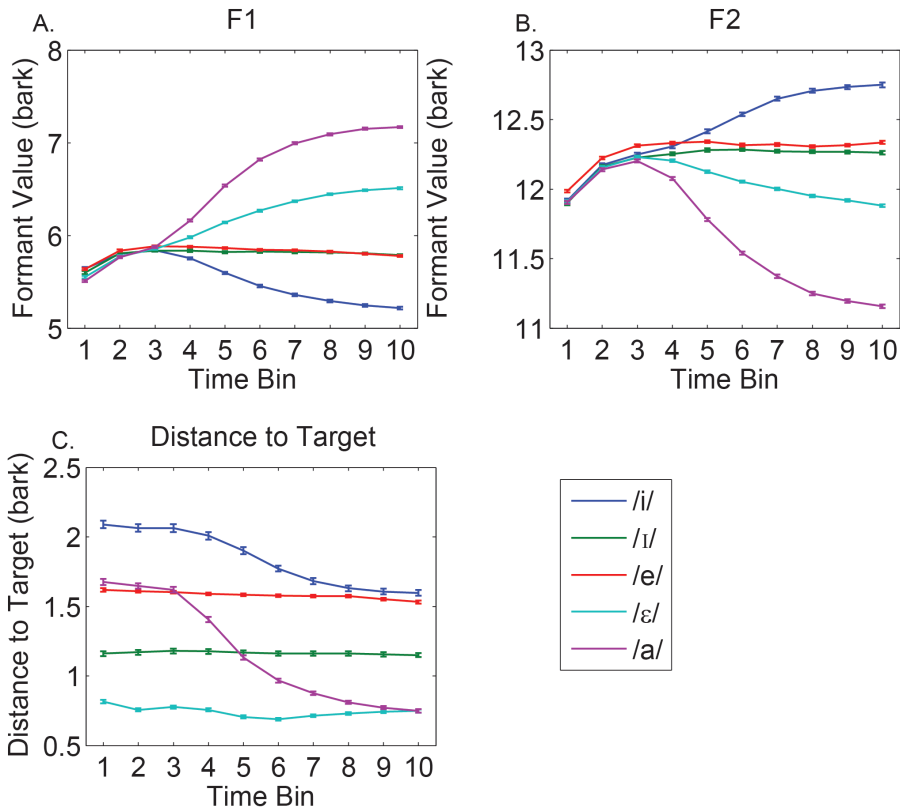 A. F1
Formant Value (bark)
8
7
6
5
1 2 3 4 5 6 7 8 9 10
Time Bin
B. F2
Formant Value (bark)
13
12.5
12
11.5
11
1 2 3 4 5 6 7 8 9 10
Time Bin
C. Distance to Target
Distance to Target (bark)
2.5
2
1.5
1
0.5
1 2 3 4 5 6 7 8 9 10
Time Bin
/i/
/ɪ/
/e/
/ε/
/a/